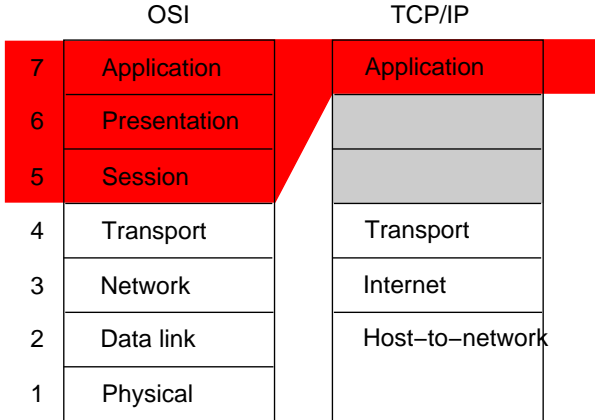 OSI TCP/IP
7 Application Application
6 Presentation
5 Session
4 Transport Transport
3 Network Internet
2 Data link Host−to−network
1 Physical